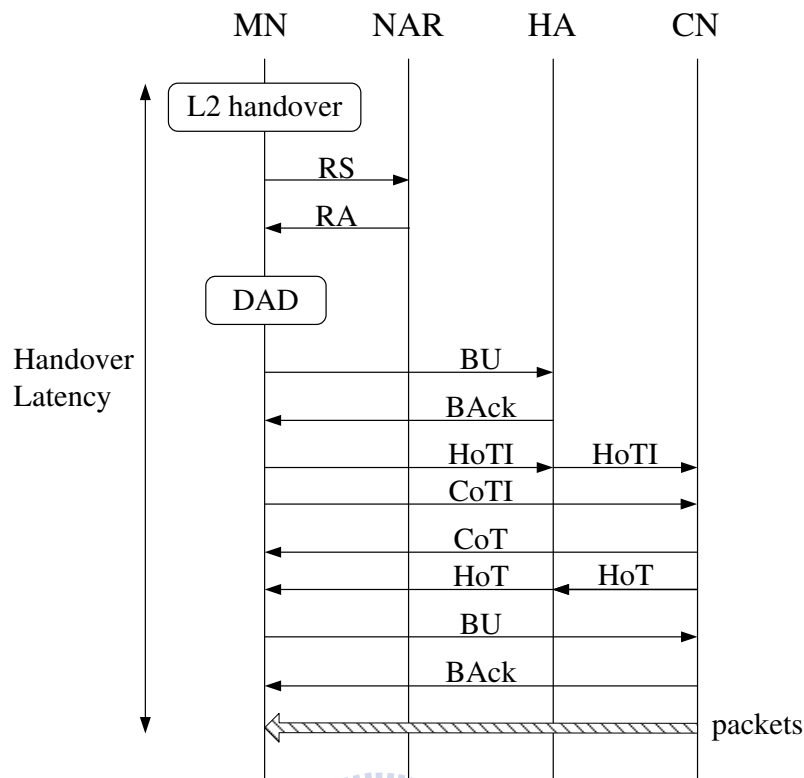 MN NAR HA CN
L2 handover
RS
RA
DAD
Handover
Latency
BU
BAck
HoTI HoTI
CoTI
CoT
HoT HoT
BU
BAck
packets